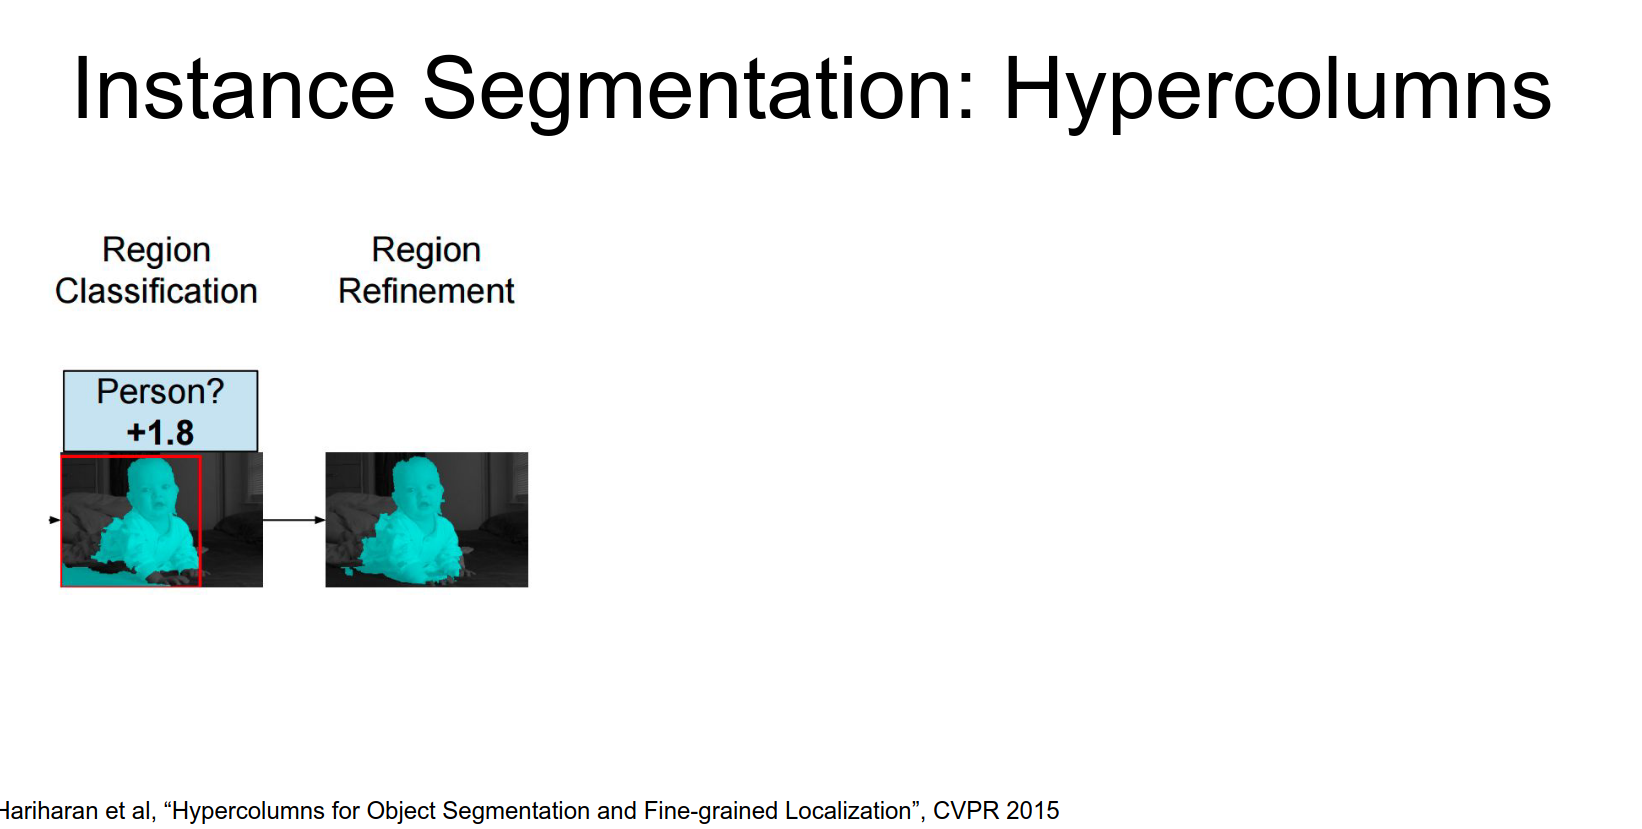 Instance Segmentation: Hypercolumns
Region
Classification
Region
Refinement
Person?
+1.8
Hariharan et al, “Hypercolumns for Object Segmentation and Fine-grained Localization”, CVPR 2015